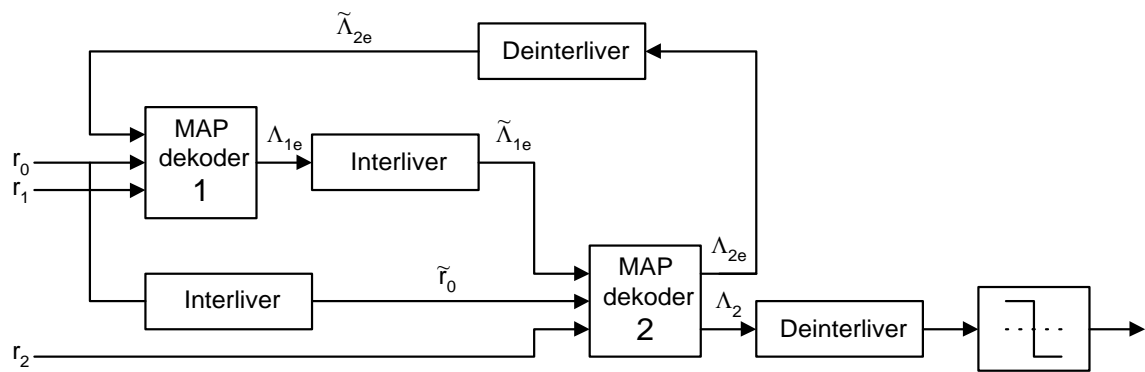 Λ̃2e
Deinterliver
MAP
dekoder
1
Λ1e
Interliver
Λ̃1e
r0
r1
Interliver
r̃0
MAP
dekoder
2
Λ2e
Λ2
Deinterliver
r2